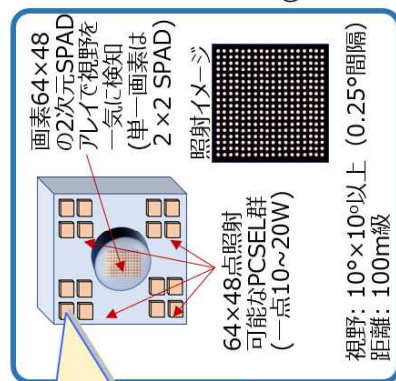 画素64×48
の2次元SPAD
アレイで視野を
一気に検知
(単一画素は
2×2 SPAD)
照射イメージ
64×48点照射
可能なPCSEL群
(一点10~20W)
視野: 10°×10°以上 (0.25°間隔)
距離: 100m級